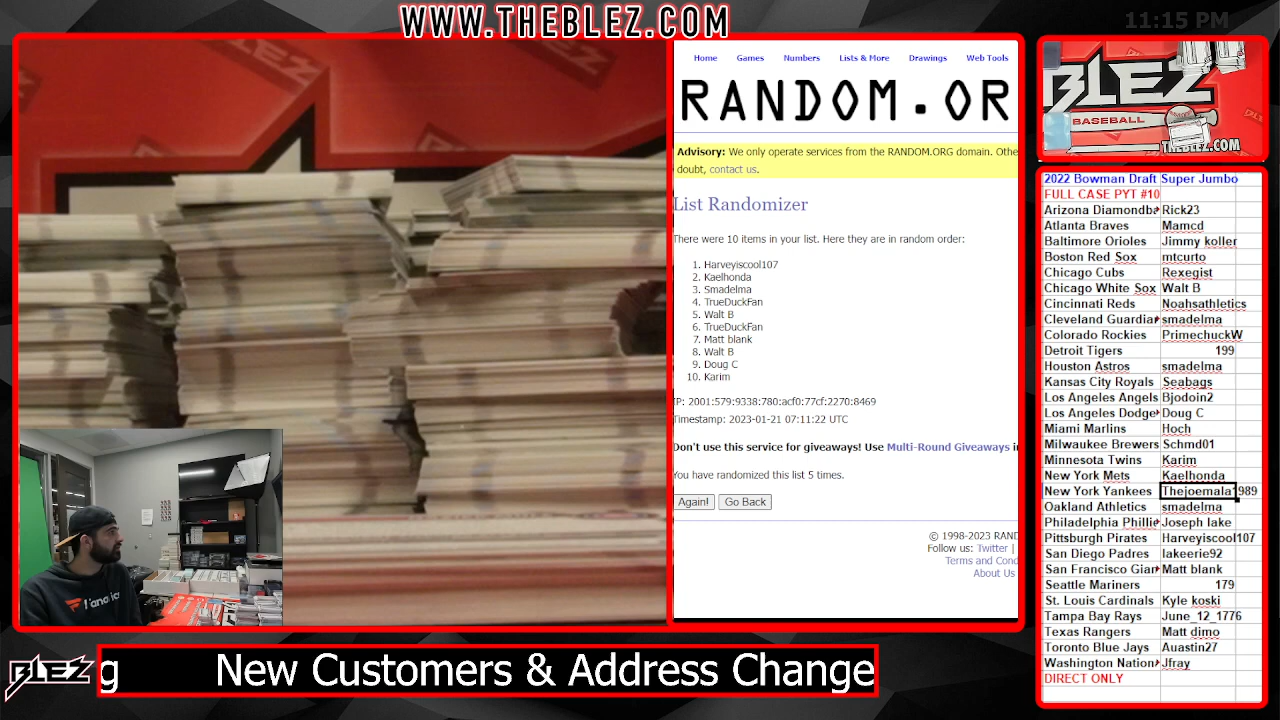 WWW.THEBLEZ.COM
11:15 PM
Home Games Numbers Lists & More Drawings Web Tools
RANDOM.OR
Advisory: We only operate services from the RANDOM.ORG domain. Othe
doubt, contact us.
List Randomizer
There were 10 items in your list. Here they are in random order:
1. Harveyiscool107
2. Kaelhonda
3. Smadelma
4. TrueDuckFan
5. Walt B
6. TrueDuckFan
7. Matt blank
8. Walt B
9. Doug C
10. Karim
IP: 2001:579:9338:780:acf0:77cf:2270:8469
Timestamp: 2023-01-21 07:11:22 UTC
Don't use this service for giveaways! Use Multi-Round Giveaways in
You have randomized this list 5 times.
Again! Go Back
© 1998-2023 RAND
Follow us: Twitter |
Terms and Cond
About Us
BLEZ
BASEBALL
THEBLEZ.COM
2022 Bowman Draft Super Jumbo
FULL CASE PYT #10
Arizona Diamondba Rick23
Atlanta Braves Mamcd
Baltimore Orioles Jimmy koller
Boston Red Sox mtcurto
Chicago Cubs Rexegist
Chicago White Sox Walt B
Cincinnati Reds Noahsathletics
Cleveland Guardian smadelma
Colorado Rockies PrimechuckW
Detroit Tigers 199
Houston Astros smadelma
Kansas City Royals Seabags
Los Angeles Angels Bjodoin2
Los Angeles Dodge Doug C
Miami Marlins Hoch
Milwaukee Brewers Schmd01
Minnesota Twins Karim
New York Mets Kaelhonda
New York Yankees Thejoemala1989
Oakland Athletics smadelma
Philadelphia Phillie Joseph lake
Pittsburgh Pirates Harveyiscool107
San Diego Padres lakeerie92
San Francisco Gian Matt blank
Seattle Mariners 179
St. Louis Cardinals Kyle koski
Tampa Bay Rays June_12_1776
Texas Rangers Matt dimo
Toronto Blue Jays Auastin27
Washington Nation Jfray
DIRECT ONLY
Fanatics
BLEZ
g New Customers & Address Change